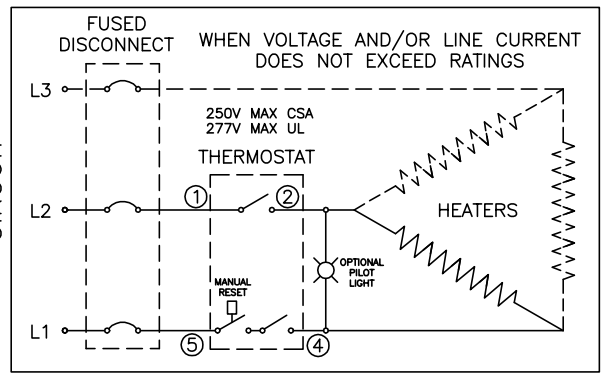 FUSED
DISCONNECT
WHEN VOLTAGE AND/OR LINE CURRENT
DOES NOT EXCEED RATINGS
L3
250V MAX CSA
277V MAX UL
THERMOSTAT
1
2
L2
HEATERS
OPTIONAL
PILOT
LIGHT
MANUAL
RESET
L1
5
4